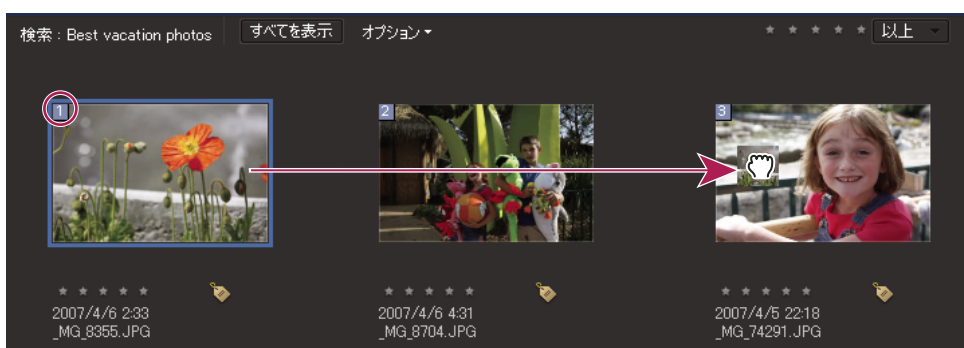 検索 : Best vacation photos すべてを表示 オプション 以上
1 2 3
2007/4/6 2:33 2007/4/6 4:31 2007/4/5 22:18
_MG_8355.JPG _MG_8704.JPG _MG_74291.JPG